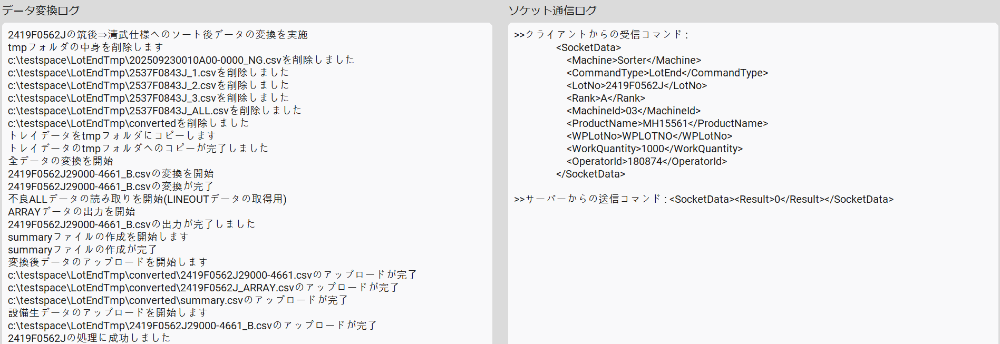 データ変換ログ
2419F0562Jの筑後⇒清武仕様へのソート後データの変換を実施
tmpフォルダの中身を削除します
c:\testspace\LotEndTmp\202509230010A00-0000_NG.csvを削除しました
c:\testspace\LotEndTmp\2537F0843J_1.csvを削除しました
c:\testspace\LotEndTmp\2537F0843J_2.csvを削除しました
c:\testspace\LotEndTmp\2537F0843J_3.csvを削除しました
c:\testspace\LotEndTmp\2537F0843J_ALL.csvを削除しました
c:\testspace\LotEndTmp\convertedを削除しました
トレイデータをtmpフォルダにコピーします
トレイデータのtmpフォルダへのコピーが完了しました
全データの変換を開始
2419F0562J29000-4661_B.csvの変換を開始
2419F0562J29000-4661_B.csvの変換が完了
不良ALLデータの読み取りを開始(LINEOUTデータの取得用)
ARRAYデータの出力を開始
2419F0562J29000-4661_B.csvの出力が完了しました
summaryファイルの作成を開始します
summaryファイルの作成が完了
変換後データのアップロードを開始します
c:\testspace\LotEndTmp\converted\2419F0562J29000-4661.csvのアップロードが完了
c:\testspace\LotEndTmp\converted\2419F0562J_ARRAY.csvのアップロードが完了
c:\testspace\LotEndTmp\converted\summary.csvのアップロードが完了
設備生データのアップロードを開始します
c:\testspace\LotEndTmp\2419F0562J29000-4661_B.csvのアップロードが完了
2419F0562Jの処理に成功しました
ソケット通信ログ
>>クライアントからの受信コマンド :
<SocketData>
<Machine>Sorter</Machine>
<CommandType>LotEnd</CommandType>
<LotNo>2419F0562J</LotNo>
<Rank>A</Rank>
<MachineId>03</MachineId>
<ProductName>MH15561</ProductName>
<WPLotNo>WPLOTNO</WPLotNo>
<WorkQuantity>1000</WorkQuantity>
<OperatorId>180874</OperatorId>
</SocketData>
>>サーバーからの送信コマンド : <SocketData><Result>0</Result></SocketData>